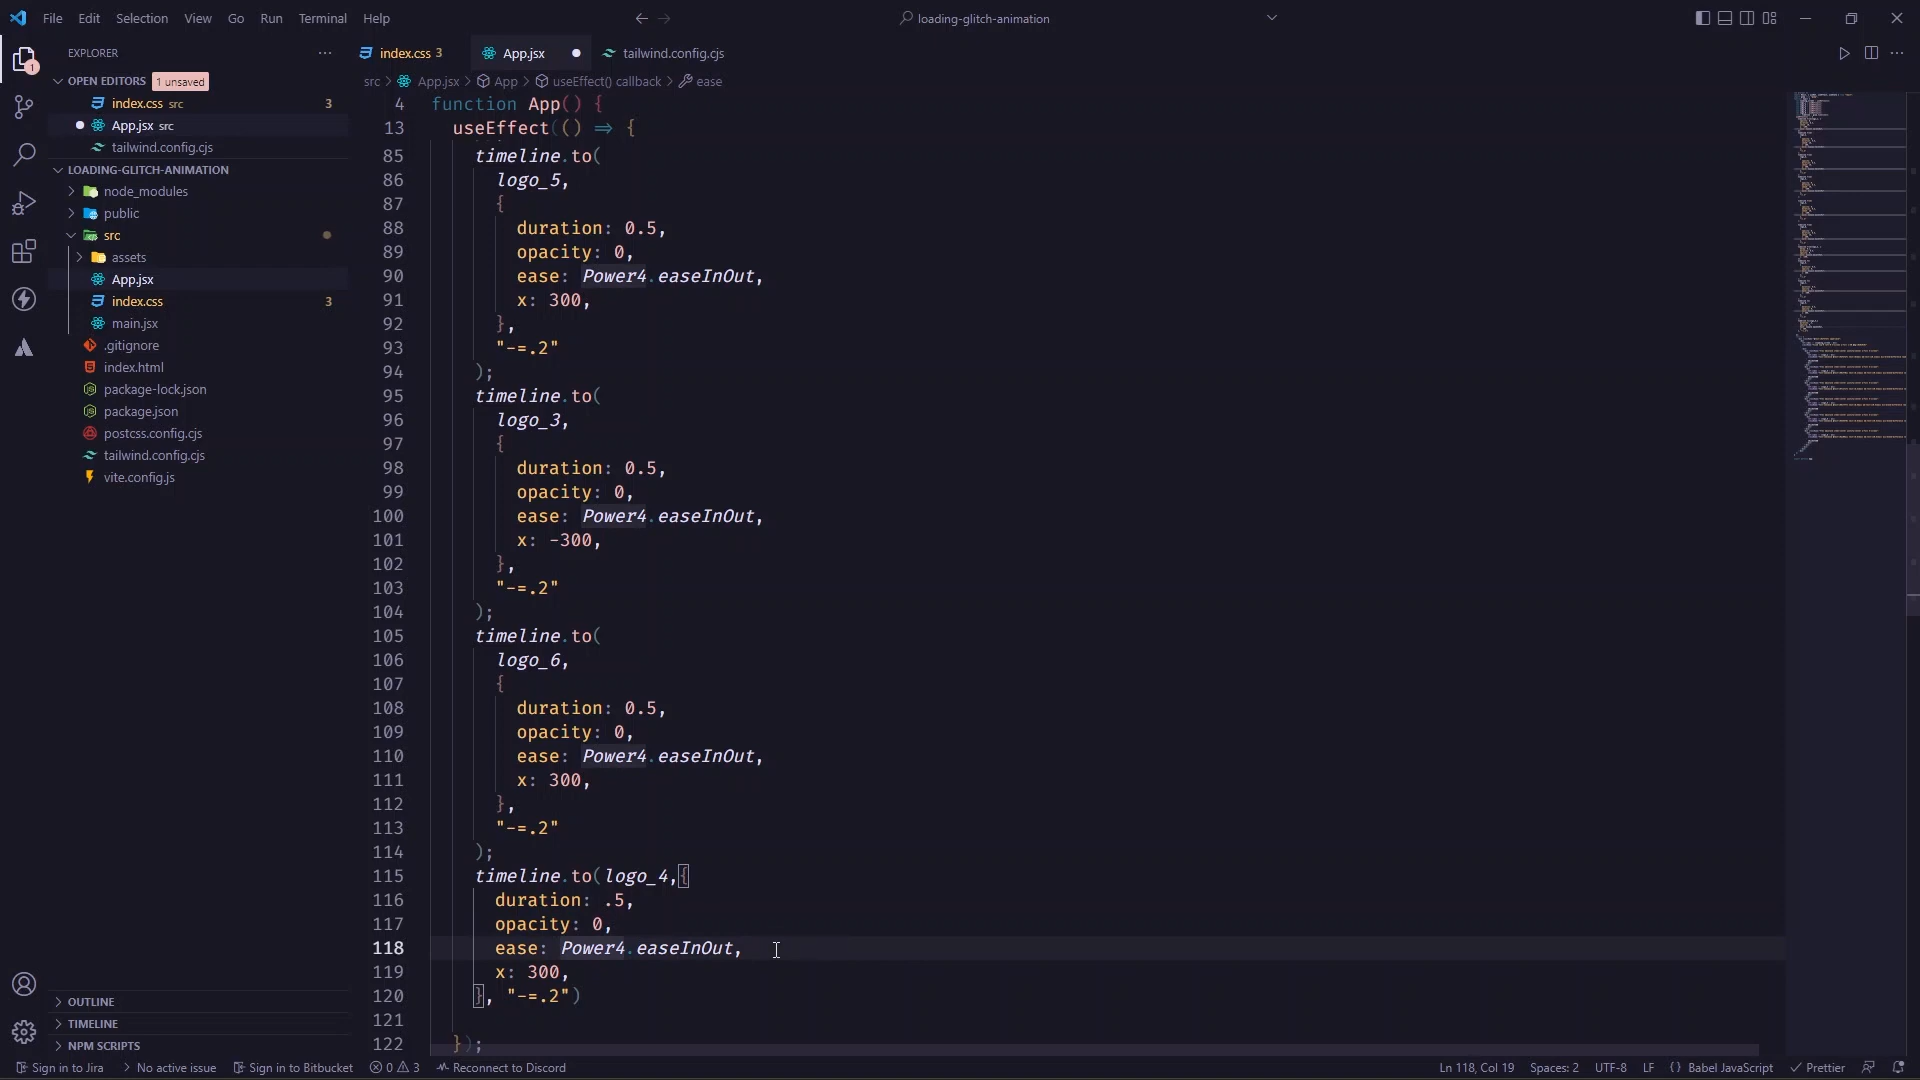 File Edit Selection View Go Run Terminal Help
loading-glitch-animation
EXPLORER
index.css 3
App.jsx
tailwind.config.cjs
OPEN EDITORS 1 unsaved
index.css src 3
App.jsx src
tailwind.config.cjs
LOADING-GLITCH-ANIMATION
node_modules
public
src
assets
App.jsx
index.css 3
main.jsx
.gitignore
index.html
package-lock.json
package.json
postcss.config.cjs
tailwind.config.cjs
vite.config.js
OUTLINE
TIMELINE
NPM SCRIPTS
1
src > App.jsx > App > useEffect() callback > ease
4 function App() {
13 useEffect(() => {
85 timeline.to(
86 logo_5,
87 {
88 duration: 0.5,
89 opacity: 0,
90 ease: Power4.easeInOut,
91 x: 300,
92 },
93 "-=.2"
94 );
95 timeline.to(
96 logo_3,
97 {
98 duration: 0.5,
99 opacity: 0,
100 ease: Power4.easeInOut,
101 x: -300,
102 },
103 "-=.2"
104 );
105 timeline.to(
106 logo_6,
107 {
108 duration: 0.5,
109 opacity: 0,
110 ease: Power4.easeInOut,
111 x: 300,
112 },
113 "-=.2"
114 );
115 timeline.to(logo_4,{
116 duration: .5,
117 opacity: 0,
118 ease: Power4.easeInOut,
119 x: 300,
120 }, "-=.2")
121
122 });
Sign in to Jira No active issue Sign in to Bitbucket 0 3 Reconnect to Discord Ln 118, Col 19 Spaces: 2 UTF-8 LF {} Babel JavaScript Prettier